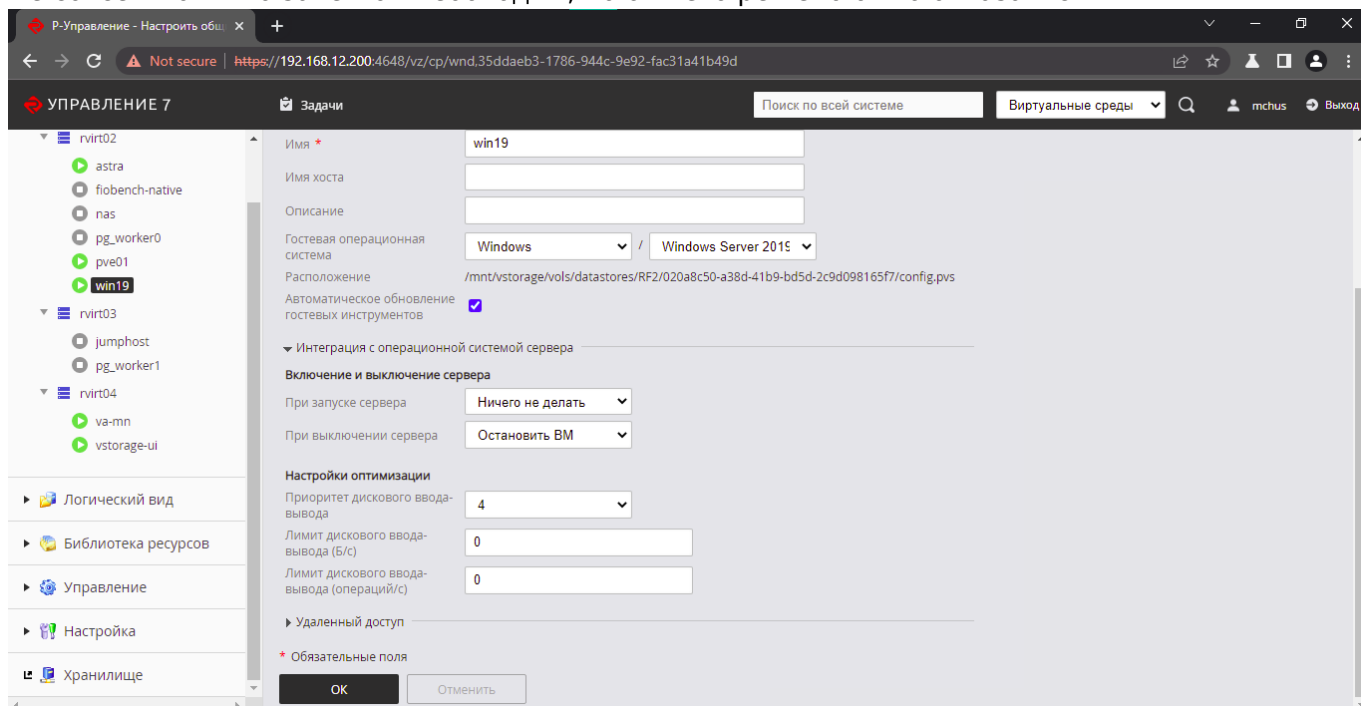 Р-Управление - Настроить общ
Not secure | https://192.168.12.200:4648/vz/cp/wnd.35ddaeb3-1786-944c-9e92-fac31a41b49d
УПРАВЛЕНИЕ 7
Задачи
Поиск по всей системе
Виртуальные среды
mchus
Выход
rvirt02
astra
fiobench-native
nas
pg_worker0
pve01
win19
rvirt03
jumphost
pg_worker1
rvirt04
va-mn
vstorage-ui
Логический вид
Библиотека ресурсов
Управление
Настройка
Хранилище
Имя * win19
Имя хоста
Описание
Гостевая операционная
система
Windows / Windows Server 2019
Расположение /mnt/vstorage/vols/datastores/RF2/020a8c50-a38d-41b9-bd5d-2c9d098165f7/config.pvs
Автоматическое обновление
гостевых инструментов
Интеграция с операционной системой сервера
Включение и выключение сервера
При запуске сервера Ничего не делать
При выключении сервера Остановить ВМ
Настройки оптимизации
Приоритет дискового ввода-
вывода
4
Лимит дискового ввода-
вывода (Б/с)
0
Лимит дискового ввода-
вывода (операций/с)
0
Удаленный доступ
* Обязательные поля
ОК
Отменить